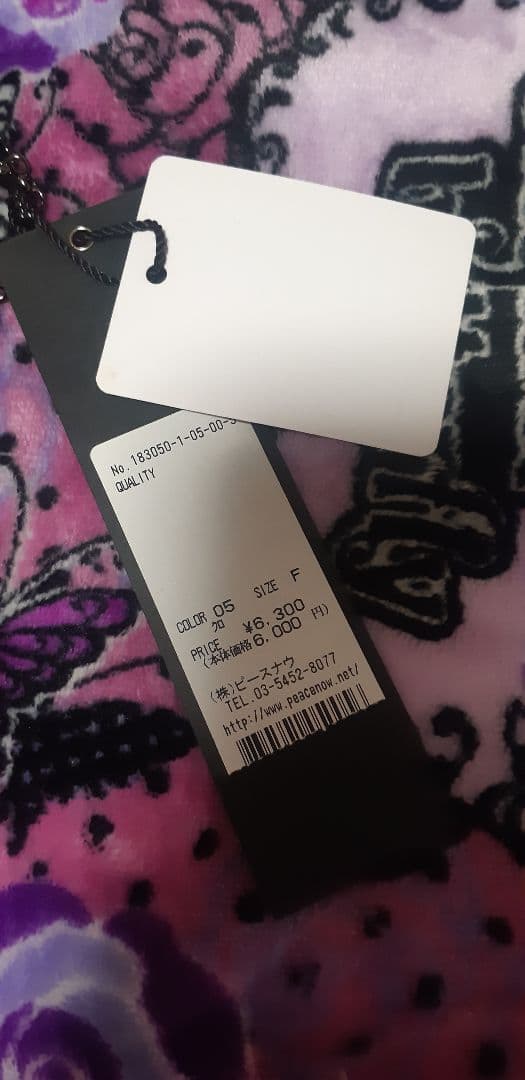 No. 183050-1-05-00-
QUALITY
COLOR 05 SIZE F
クロ
PRICE ¥6,300
(本体価格6,000 円)
(株)ピースナウ
TEL.03-5452-8077
http://www.peacenow.net/